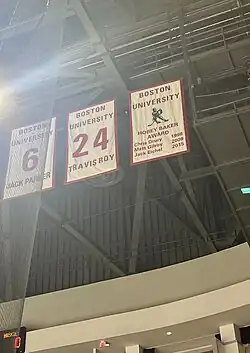 BOSTON
UNIVERSITY
6
JACK PARKER
BOSTON
UNIVERSITY
24
TRAVIS ROY
BOSTON
UNIVERSITY
HOBEY BAKER
AWARD
Chris Drury 1998
Matt Gilroy 2009
Jack Eichel 2015